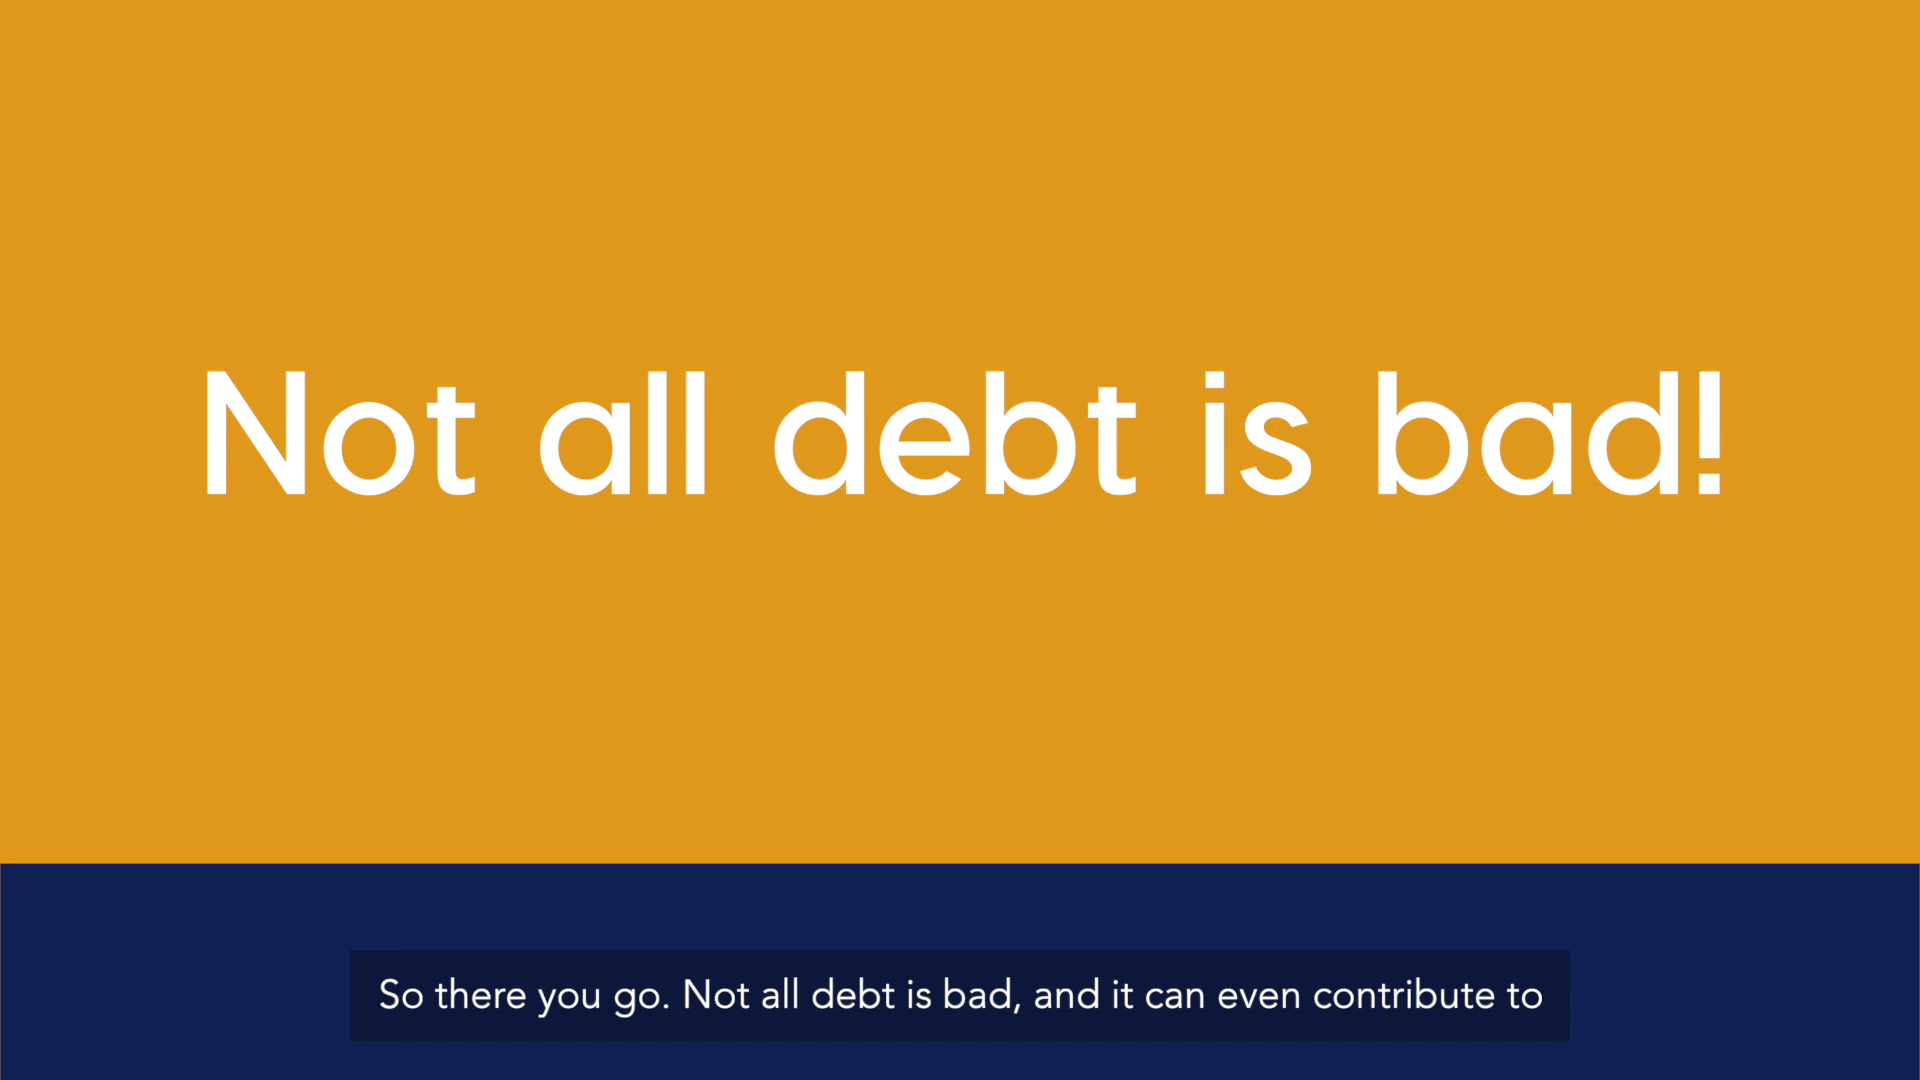 Not all debt is bad!
So there you go. Not all debt is bad, and it can even contribute to